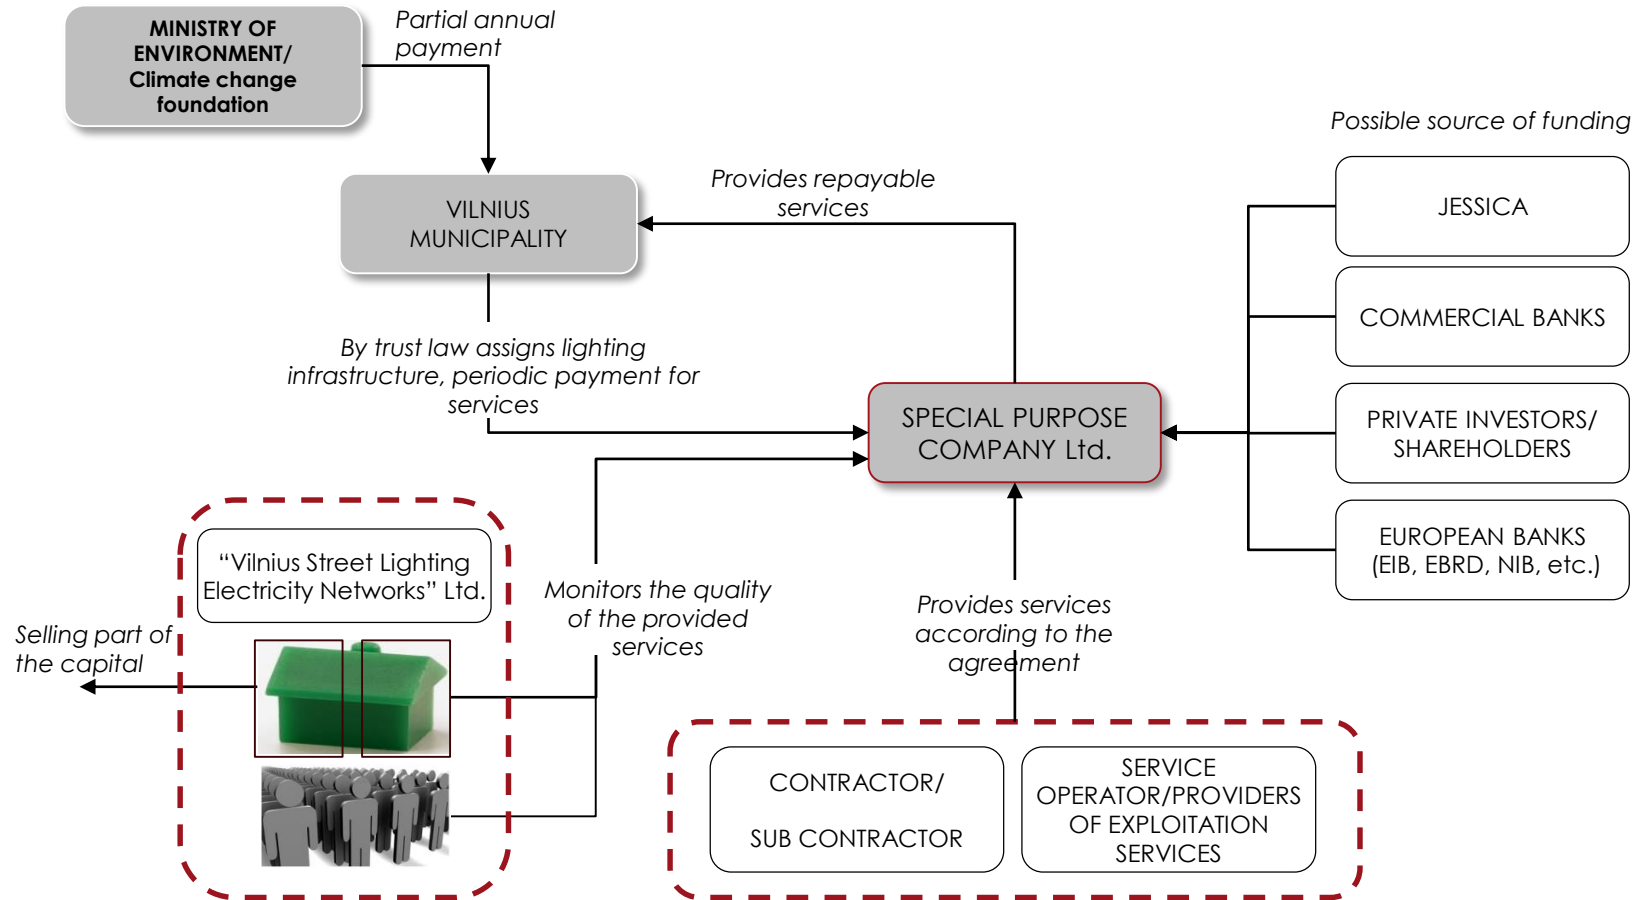 MINISTRY OF
ENVIRONMENT/
Climate change
foundation
Partial annual
payment
Possible source of funding
VILNIUS
MUNICIPALITY
Provides repayable
services
JESSICA
COMMERCIAL BANKS
By trust law assigns lighting
infrastructure, periodic payment for
services
SPECIAL PURPOSE
COMPANY Ltd.
PRIVATE INVESTORS/
SHAREHOLDERS
EUROPEAN BANKS
(EIB, EBRD, NIB, etc.)
“Vilnius Street Lighting
Electricity Networks” Ltd.
Monitors the quality
of the provided
services
Provides services
according to the
agreement
Selling part of
the capital
CONTRACTOR/
SUB CONTRACTOR
SERVICE
OPERATOR/PROVIDERS
OF EXPLOITATION
SERVICES